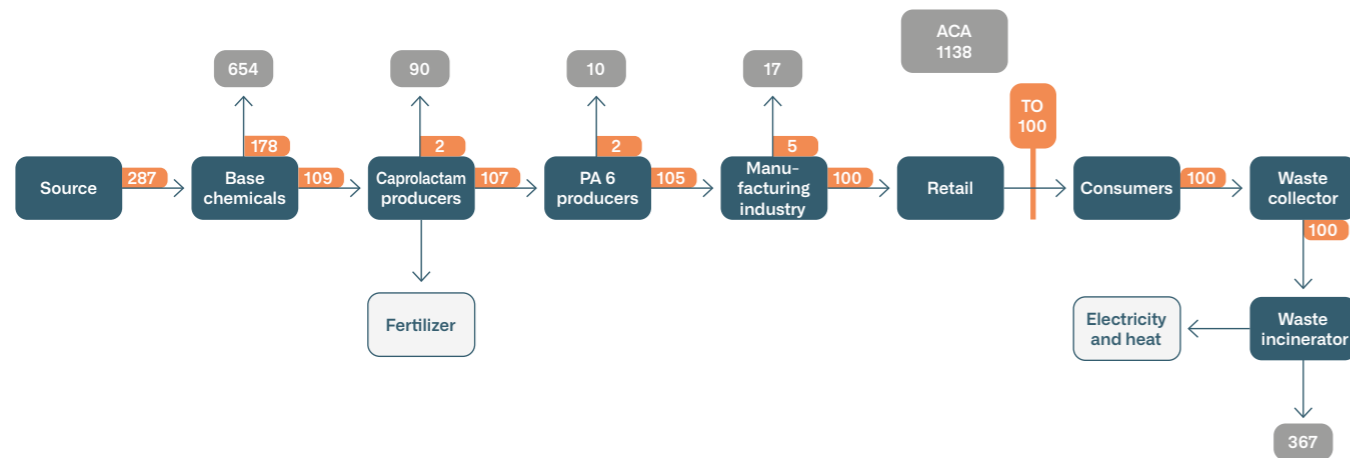 ACA
1138
654
90
10
17
TO
100
178
2
2
5
Source
287
Base
chemicals
109
Caprolactam
producers
107
PA 6
producers
105
Manu-
facturing
industry
100
Retail
Consumers
100
Waste
collector
100
Fertilizer
Electricity
and heat
Waste
incinerator
367